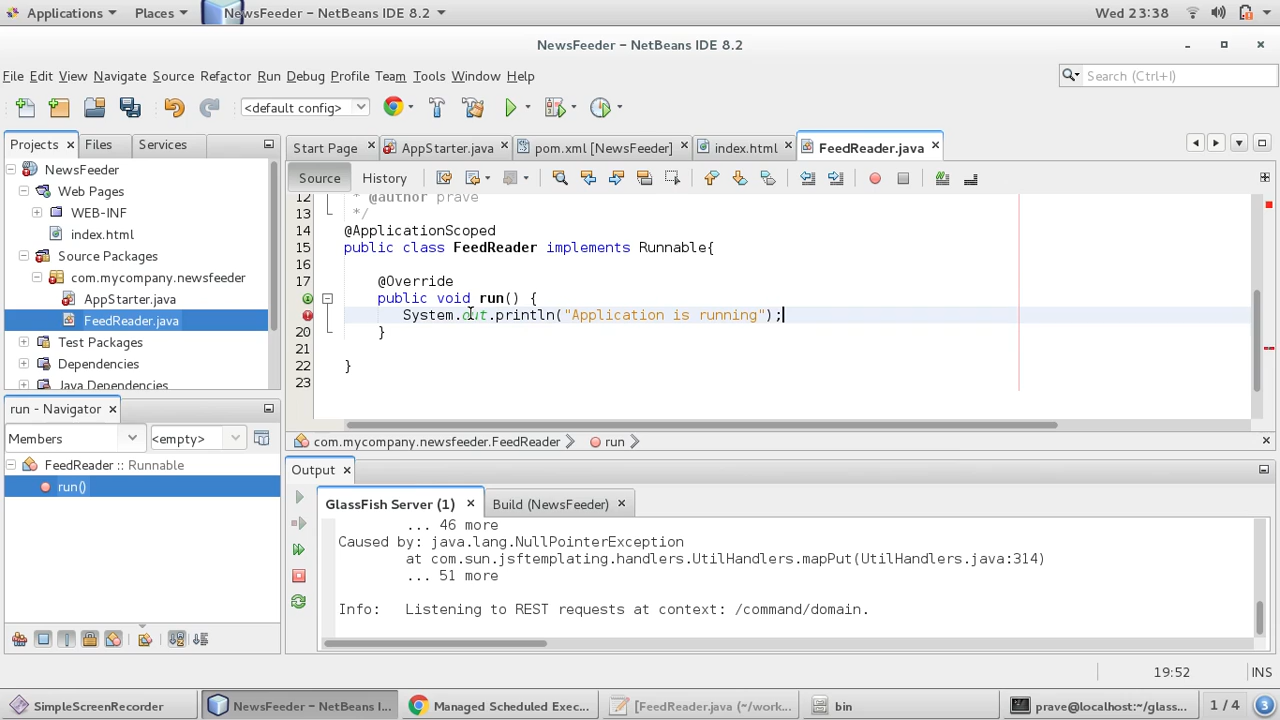 Applications Places NewsFeeder – NetBeans IDE 8.2 Wed 23:38
NewsFeeder – NetBeans IDE 8.2
File Edit View Navigate Source Refactor Run Debug Profile Team Tools Window Help Search (Ctrl+I)
<default config>
Projects Files Services Start Page AppStarter.java pom.xml [NewsFeeder] index.html FeedReader.java
NewsFeeder
Web Pages
WEB-INF
index.html
Source Packages
com.mycompany.newsfeeder
AppStarter.java
FeedReader.java
Test Packages
Dependencies
Java Dependencies
Source History
12 * @author prave
13 */
14 @ApplicationScoped
15 public class FeedReader implements Runnable{
16
17 @Override
public void run() {
System.out.println("Application is running");
20 }
21
22 }
23
com.mycompany.newsfeeder.FeedReader run
run - Navigator
Members <empty>
FeedReader :: Runnable
run()
Output
GlassFish Server (1) Build (NewsFeeder)
... 46 more
Caused by: java.lang.NullPointerException
at com.sun.jsftemplating.handlers.UtilHandlers.mapPut(UtilHandlers.java:314)
... 51 more
Info: Listening to REST requests at context: /command/domain.
19:52 INS
SimpleScreenRecorder NewsFeeder – NetBeans I... Managed Scheduled Exec... [FeedReader.java (~/work... bin prave@localhost:~/glass... 1 / 4 3